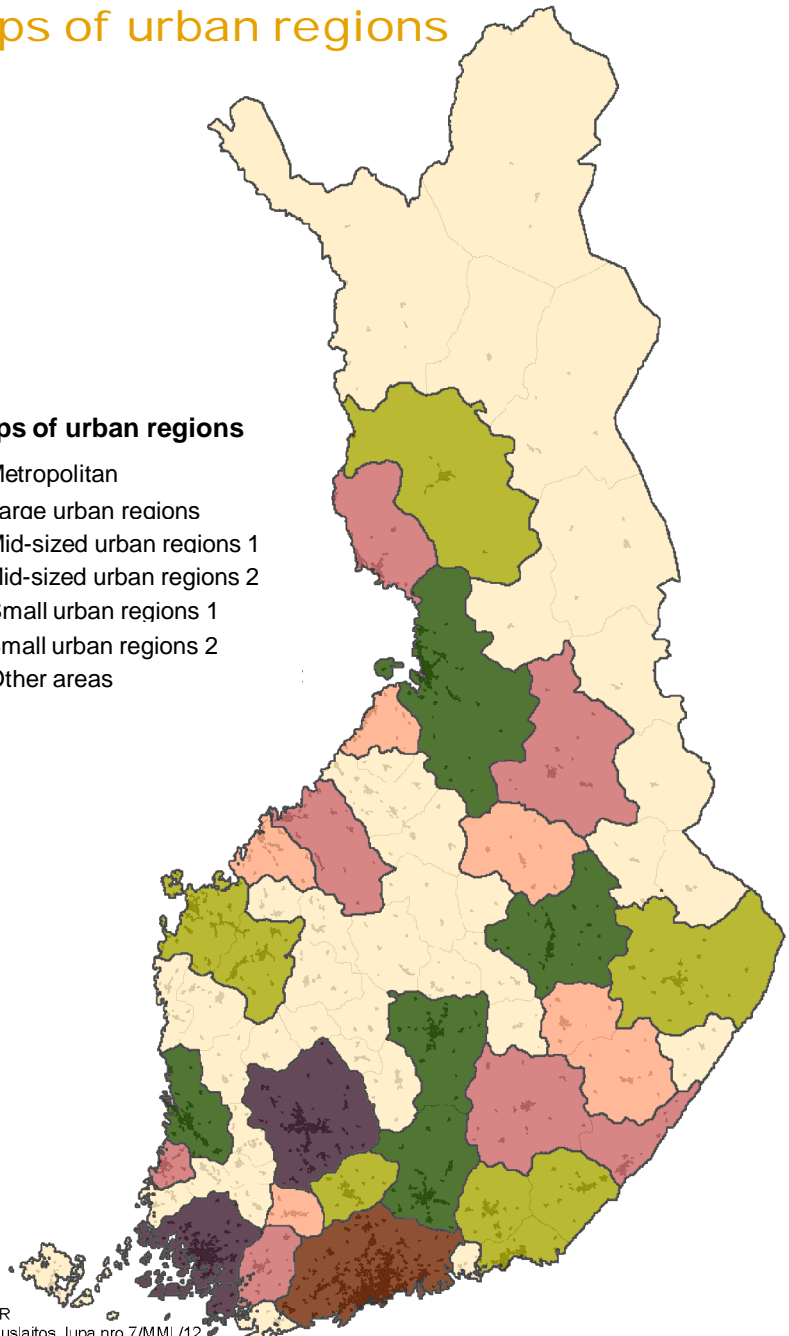 ps of urban regions
ps of urban regions
Metropolitan
arge urban regions
Mid-sized urban regions 1
Mid-sized urban regions 2
Small urban regions 1
Small urban regions 2
Other areas
R
uslaitos, lupa nro 7/MML/12